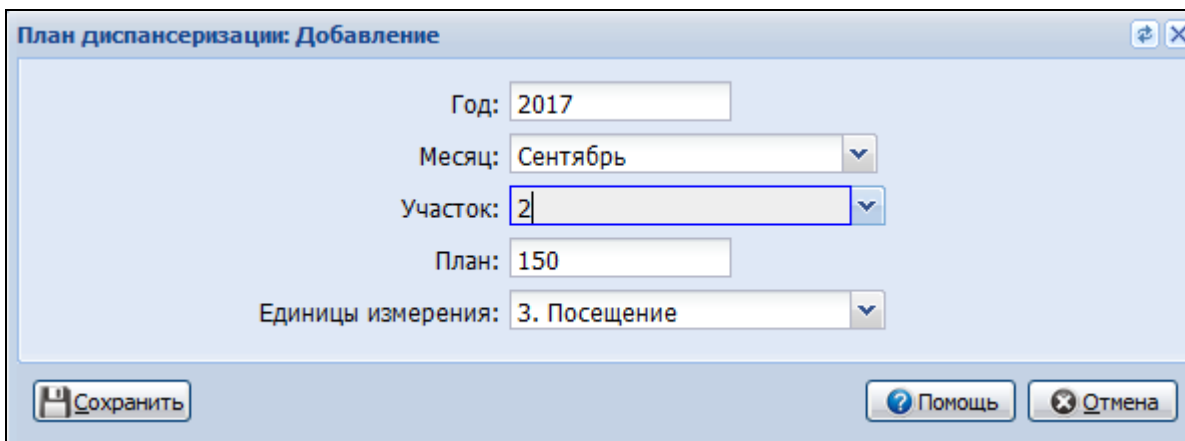 План диспансеризации: Добавление
Год: 2017
Месяц: Сентябрь
Участок: 2
План: 150
Единицы измерения: 3. Посещение
Сохранить Помощь Отмена